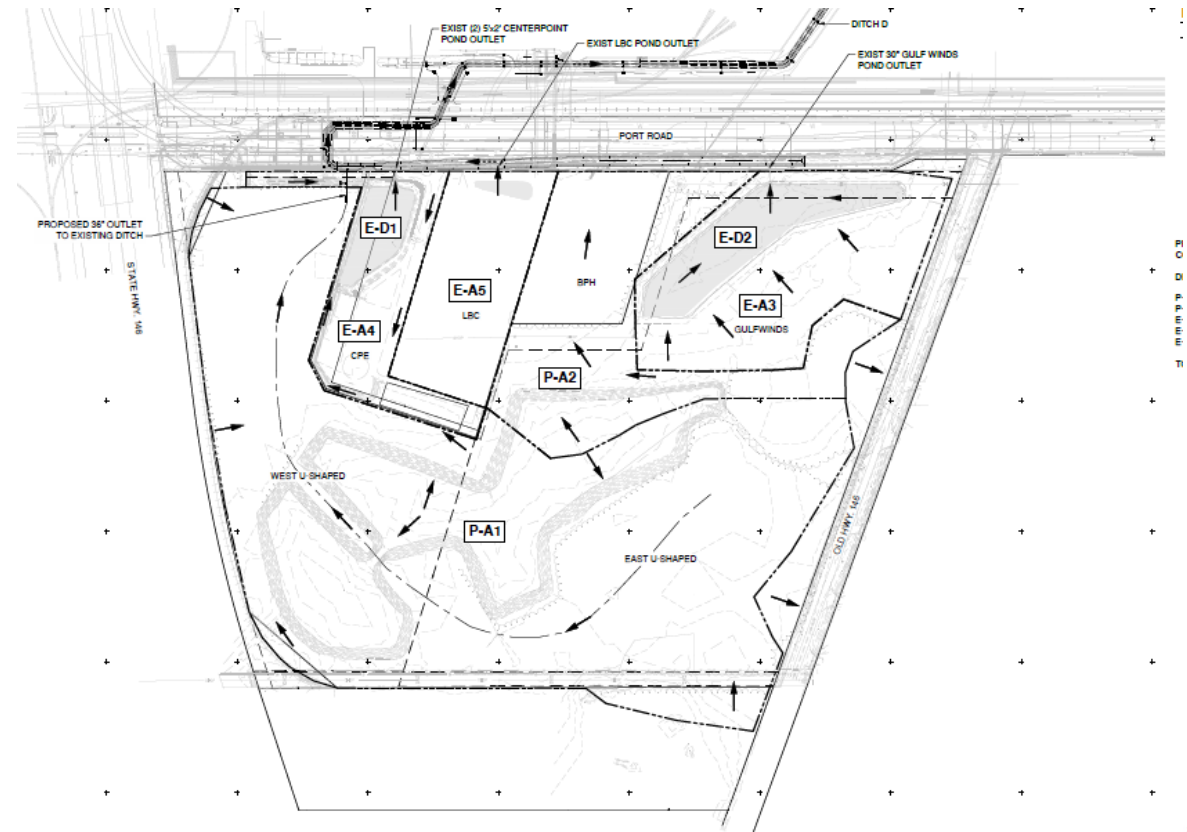 EXIST (2) 5'x2' CENTERPOINT
POND OUTLET
DITCH D
EXIST LBC POND OUTLET
EXIST 30" GULF WINDS
POND OUTLET
PORT ROAD
PROPOSED 36" OUTLET
TO EXISTING DITCH
STATE HWY. 146
E-D1
E-D2
E-A5
LBC
BPH
E-A3
GULFWINDS
E-A4
CPE
P-A2
WEST U SHAPED
P-A1
EAST U SHAPED
OLD HWY. 146